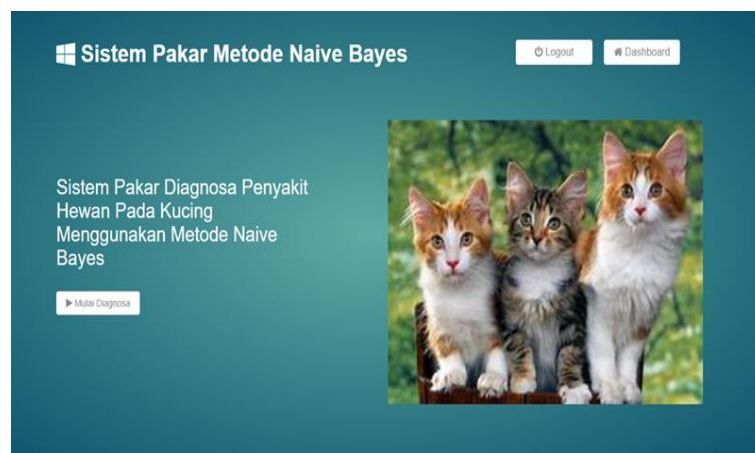 Sistem Pakar Metode Naive Bayes
Logout
Dashboard
Sistem Pakar Diagnosa Penyakit
Hewan Pada Kucing
Menggunakan Metode Naive
Bayes
Mulai Diagnosa